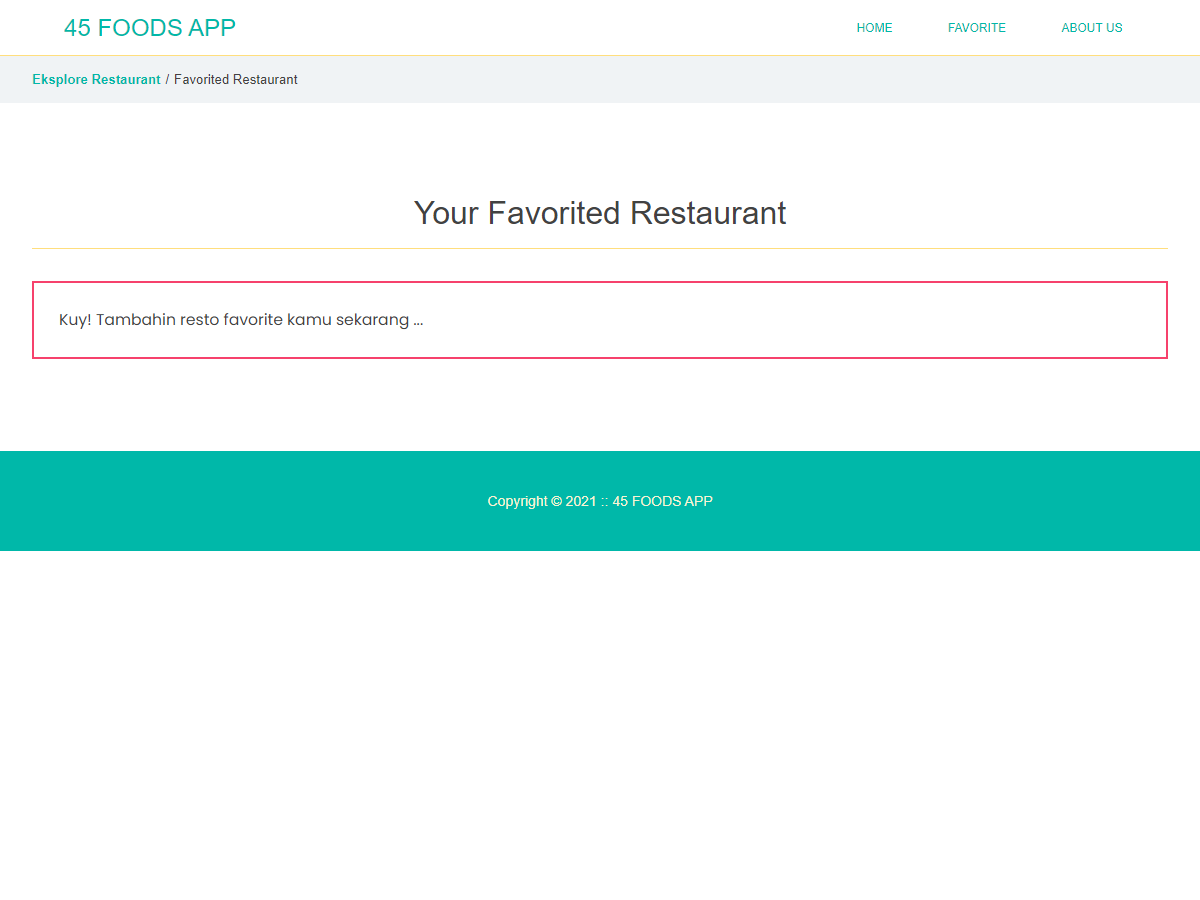 45 FOODS APP
HOME FAVORITE ABOUT US
Eksplore Restaurant / Favorited Restaurant
Your Favorited Restaurant
Kuy! Tambahin resto favorite kamu sekarang ...
Copyright © 2021 :: 45 FOODS APP